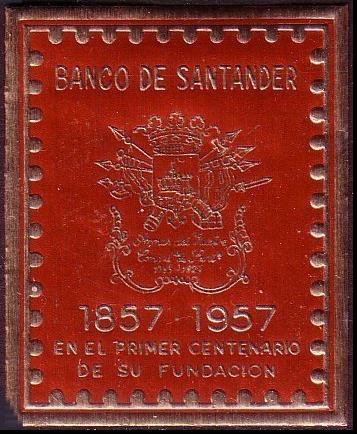 BANCO DE SANTANDER
1857 - 1957
EN EL PRIMER CENTENARIO
DE SU FUNDACION